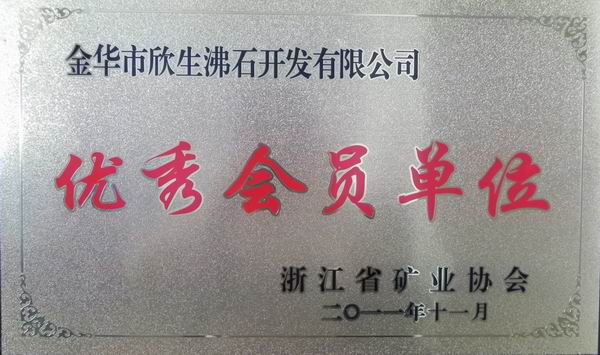 金华市欣生沸石开发有限公司
优秀会员单位
浙江省矿业协会
二〇一一年十一月